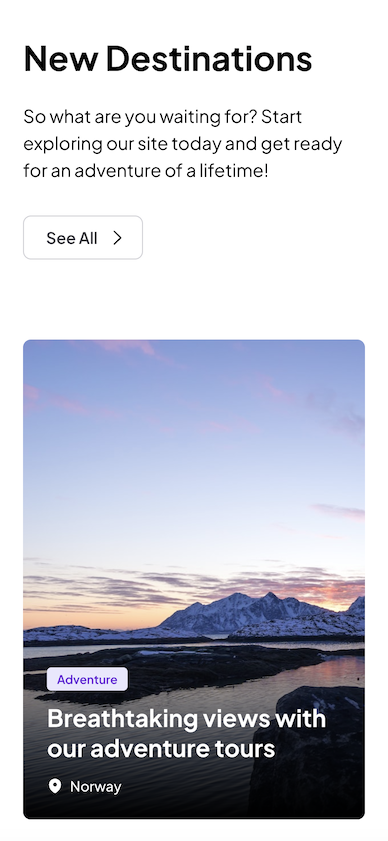 New Destinations
So what are you waiting for? Start
exploring our site today and get ready
for an adventure of a lifetime!
See All
Adventure
Breathtaking views with
our adventure tours
Norway